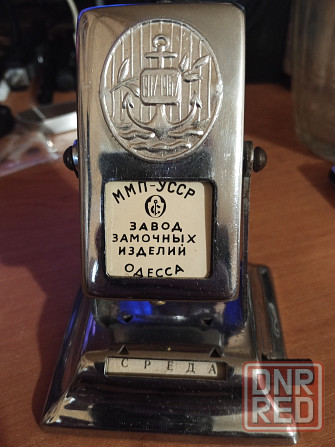 ММП-УССР
ЗАВОД
ЗАМОЧНЫХ
ИЗДЕЛИЙ
ОДЕССА
СРЕДА
DNR
RED